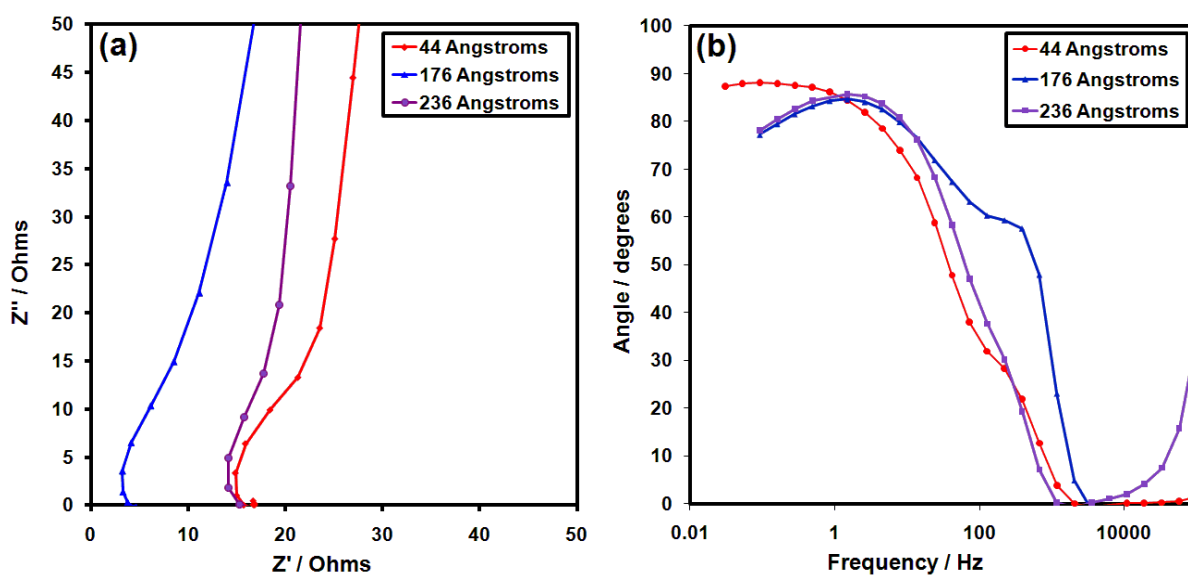 (a)
44 Angstroms
176 Angstroms
236 Angstroms
50
45
40
35
30
25
20
15
10
5
0
Z'' / Ohms
0 10 20 30 40 50
Z' / Ohms
(b)
44 Angstroms
176 Angstroms
236 Angstroms
100
90
80
70
60
50
40
30
20
10
0
Angle / degrees
0.01 1 100 10000
Frequency / Hz